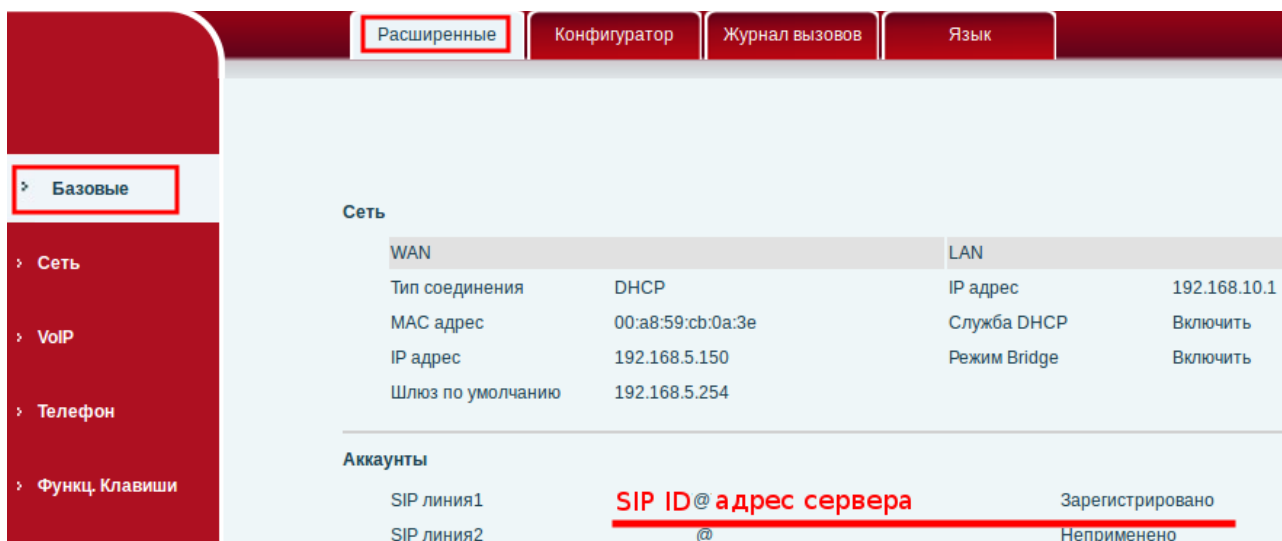 Расширенные Конфигуратор Журнал вызовов Язык
Базовые
Сеть
VoIP
Телефон
Функц. Клавиши
Сеть
WAN LAN
Тип соединения DHCP IP адрес 192.168.10.1
MAC адрес 00:a8:59:cb:0a:3e Служба DHCP Включить
IP адрес 192.168.5.150 Режим Bridge Включить
Шлюз по умолчанию 192.168.5.254
Аккаунты
SIP линия1 SIP ID@ адрес сервера Зарегистрировано
SIP линия2 @ Неприменено